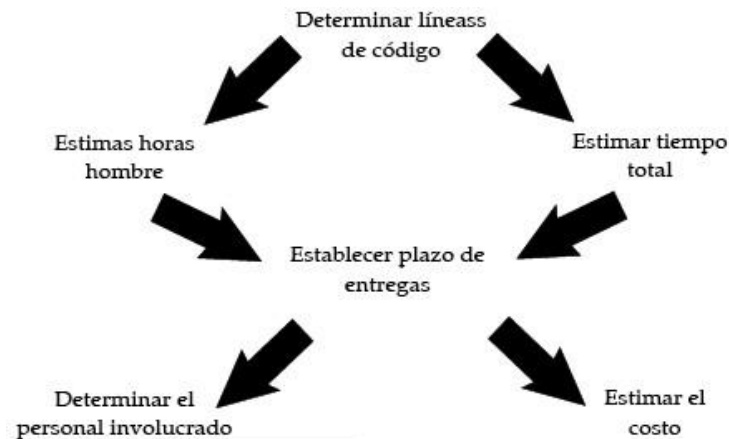 Determinar líneass
de código
Estimas horas
hombre
Estimar tiempo
total
Establecer plazo de
entregas
Determinar el
personal involucrado
Estimar el
costo